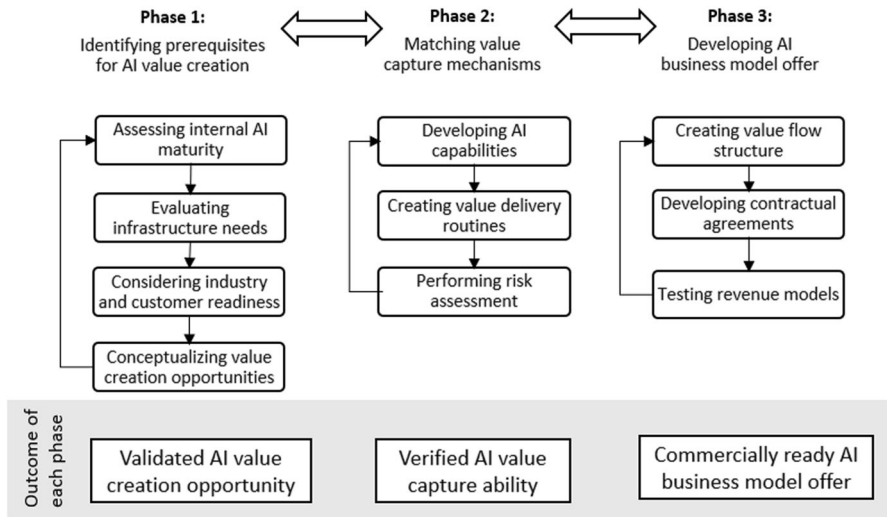 Phase 1:
Identifying prerequisites
for AI value creation
Phase 2:
Matching value
capture mechanisms
Phase 3:
Developing AI
business model offer
Assessing internal AI
maturity
Evaluating
infrastructure needs
Considering industry
and customer readiness
Conceptualizing value
creation opportunities
Developing AI
capabilities
Creating value delivery
routines
Performing risk
assessment
Creating value flow
structure
Developing contractual
agreements
Testing revenue models
Outcome of
each phase
Validated AI value
creation opportunity
Verified AI value
capture ability
Commercially ready AI
business model offer